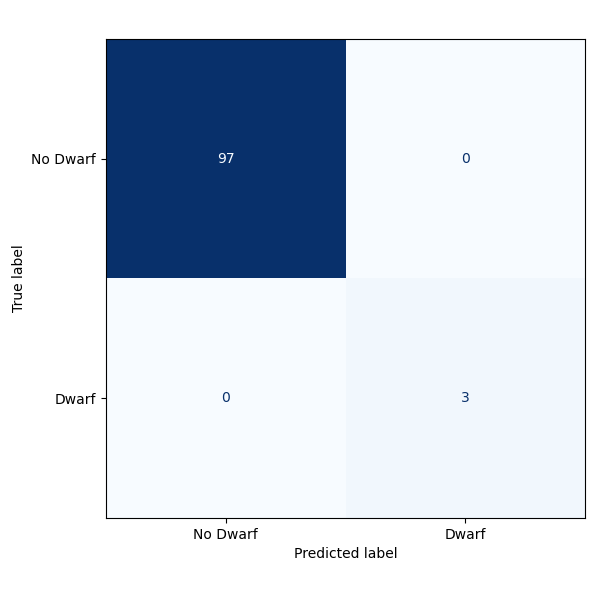 True label
No Dwarf
97
0
Dwarf
0
3
No Dwarf
Dwarf
Predicted label